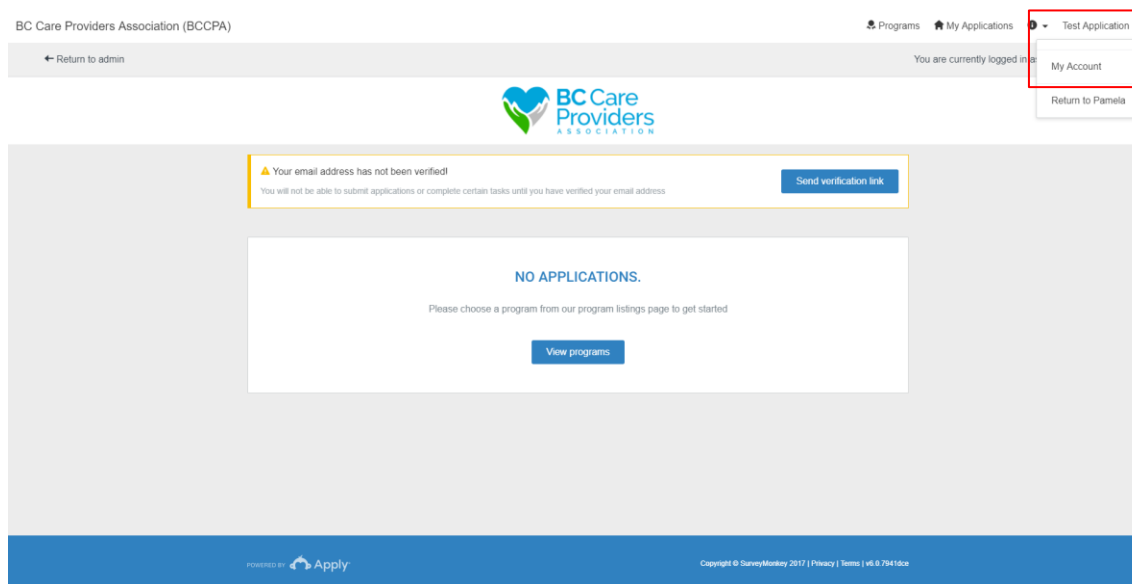 BC Care Providers Association (BCCPA)
Programs My Applications Test Application
Return to admin
You are currently logged in as
My Account
Return to Pamela
BC Care
Providers
ASSOCIATION
Your email address has not been verified!
You will not be able to submit applications or complete certain tasks until you have verified your email address
Send verification link
NO APPLICATIONS.
Please choose a program from our program listings page to get started
View programs
POWERED BY Apply
Copyright © SurveyMonkey 2017 | Privacy | Terms | v6.0.7941dce